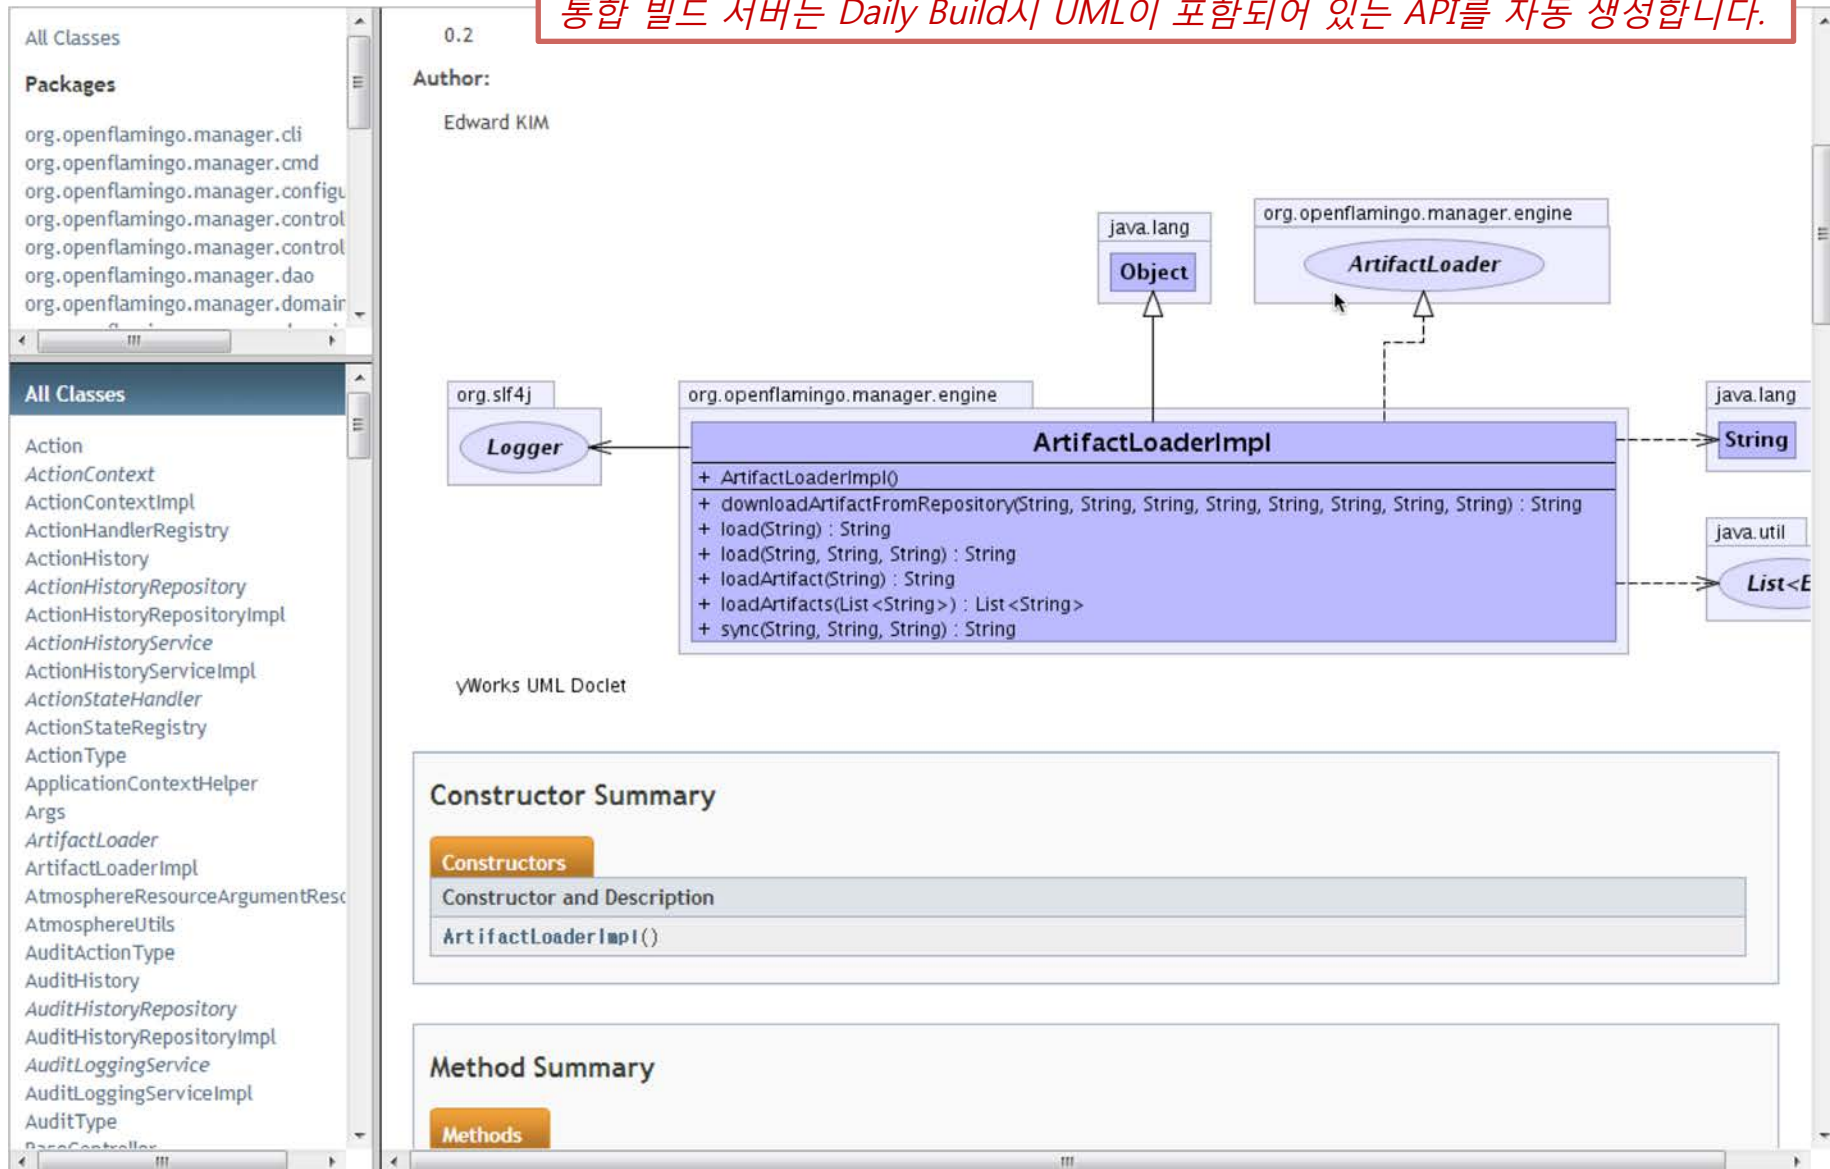 통합 빌드 서버는 Daily Build시 UML이 포함되어 있는 API를 자동 생성합니다.
All Classes
Packages
org.openflamingo.manager.cli
org.openflamingo.manager.cmd
org.openflamingo.manager.configu
org.openflamingo.manager.control
org.openflamingo.manager.control
org.openflamingo.manager.dao
org.openflamingo.manager.domain
All Classes
Action
ActionContext
ActionContextImpl
ActionHandlerRegistry
ActionHistory
ActionHistoryRepository
ActionHistoryRepositoryImpl
ActionHistoryService
ActionHistoryServiceImpl
ActionStateHandler
ActionStateRegistry
ActionType
ApplicationContextHelper
Args
ArtifactLoader
ArtifactLoaderImpl
AtmosphereResourceArgumentReso
AtmosphereUtils
AuditActionType
AuditHistory
AuditHistoryRepository
AuditHistoryRepositoryImpl
AuditLoggingService
AuditLoggingServiceImpl
AuditType
BaseController
0.2
Author:
Edward KIM
java.lang
Object
org.openflamingo.manager.engine
ArtifactLoader
org.slf4j
Logger
org.openflamingo.manager.engine
ArtifactLoaderImpl
+ ArtifactLoaderImpl()
+ downloadArtifactFromRepository(String, String, String, String, String, String, String, String) : String
+ load(String) : String
+ load(String, String, String) : String
+ loadArtifact(String) : String
+ loadArtifacts(List<String>) : List<String>
+ sync(String, String, String) : String
java.lang
String
java.util
List<E
yWorks UML Doclet
Constructor Summary
Constructors
Constructor and Description
ArtifactLoaderImpl()
Method Summary
Methods